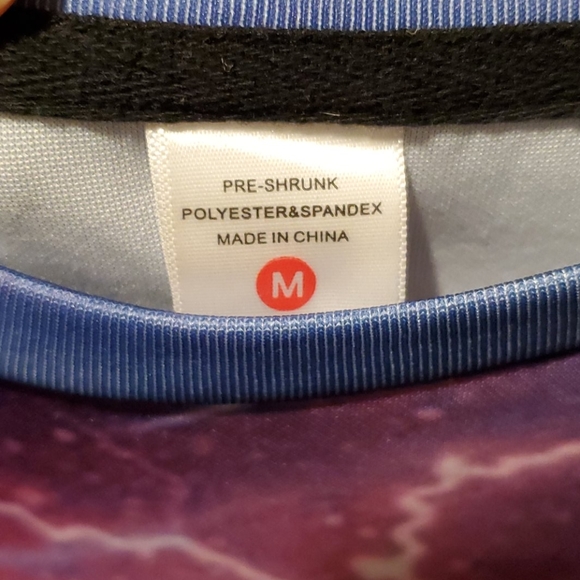 PRE-SHRUNK
POLYESTER&SPANDEX
MADE IN CHINA
M